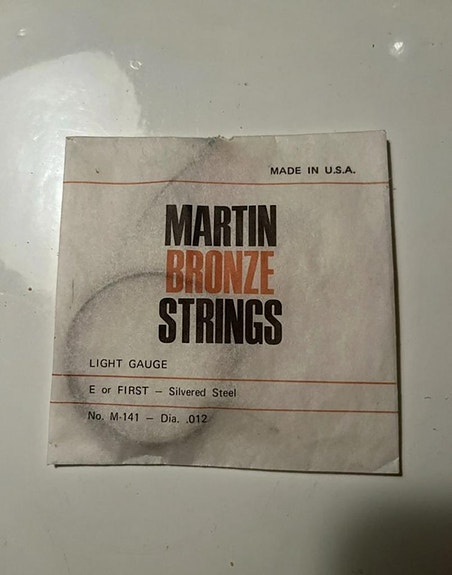 MADE IN U.S.A.
MARTIN
BRONZE
STRINGS
LIGHT GAUGE
E or FIRST – Silvered Steel
No. M-141 – Dia. .012